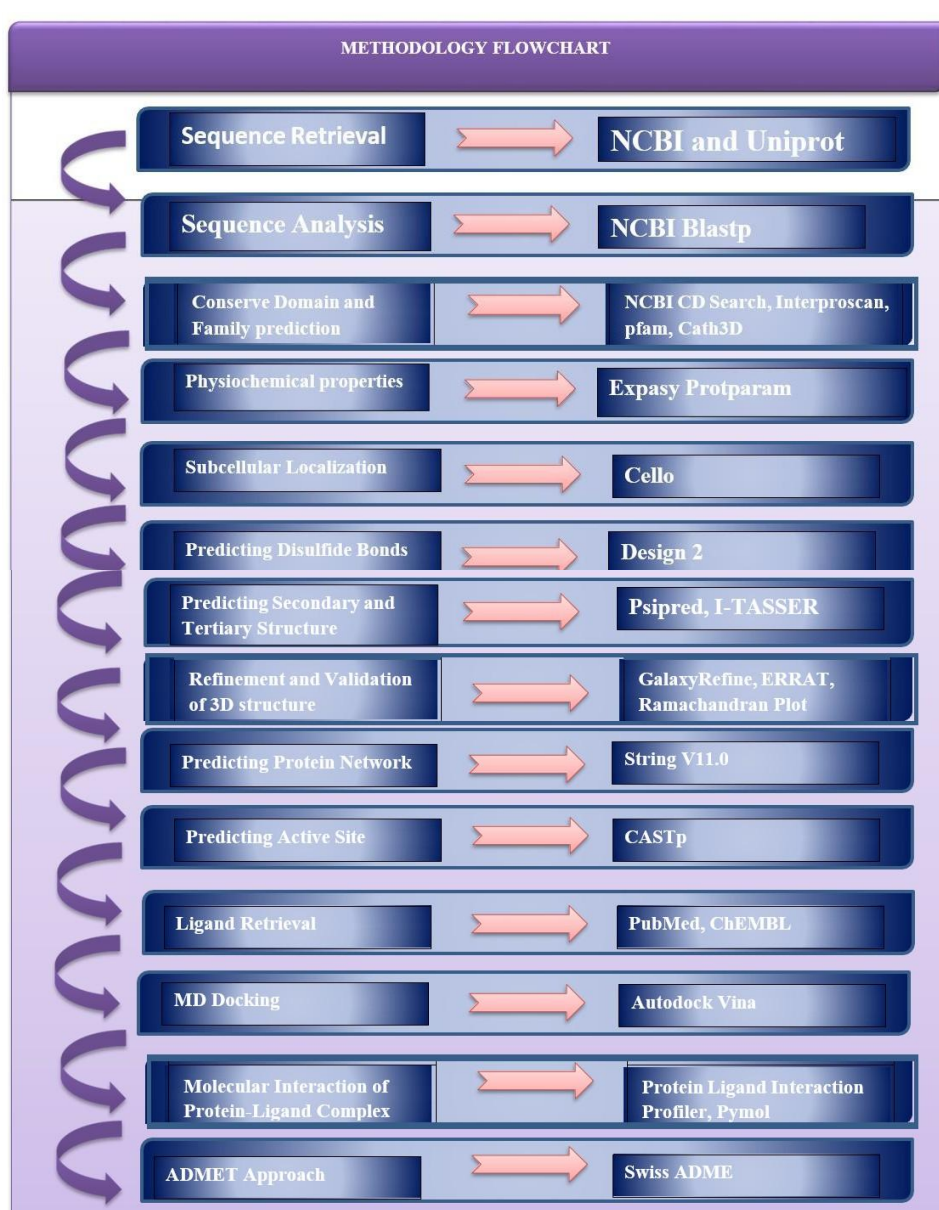 METHODOLOGY FLOWCHART
Sequence Retrieval
NCBI and Uniprot
Sequence Analysis
NCBI Blastp
Conserve Domain and
Family prediction
NCBI CD Search, Interproscan,
pfam, Cath3D
Physiochemical properties
Expasy Protparam
Subcellular Localization
Cello
Predicting Disulfide Bonds
Design 2
Predicting Secondary and
Tertiary Structure
Psipred, I-TASSER
Refinement and Validation
of 3D structure
GalaxyRefine, ERRAT,
Ramachandran Plot
Predicting Protein Network
String V11.0
Predicting Active Site
CASTp
Ligand Retrieval
PubMed, ChEMBL
MD Docking
Autodock Vina
Molecular Interaction of
Protein-Ligand Complex
Protein Ligand Interaction
Profiler, Pymol
ADMET Approach
Swiss ADME